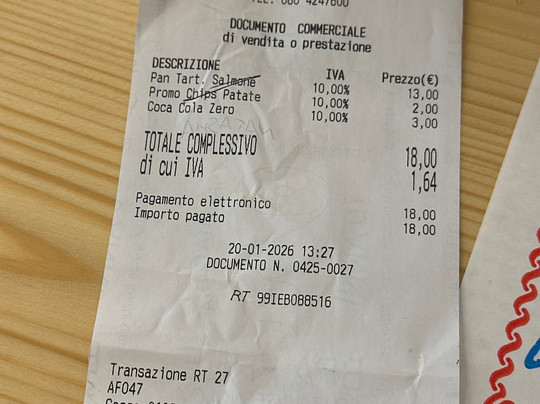 TEL. 080 4247600
DOCUMENTO COMMERCIALE
di vendita o prestazione
DESCRIZIONE IVA Prezzo(€)
Pan Tart. Salmone 10,00% 13,00
Promo Chips Patate 10,00% 2,00
Coca Cola Zero 10,00% 3,00
TOTALE COMPLESSIVO 18,00
di cui IVA 1,64
Pagamento elettronico 18,00
Importo pagato 18,00
20-01-2026 13:27
DOCUMENTO N. 0425-0027
RT 99IEB088516
Transazione RT 27
AF047